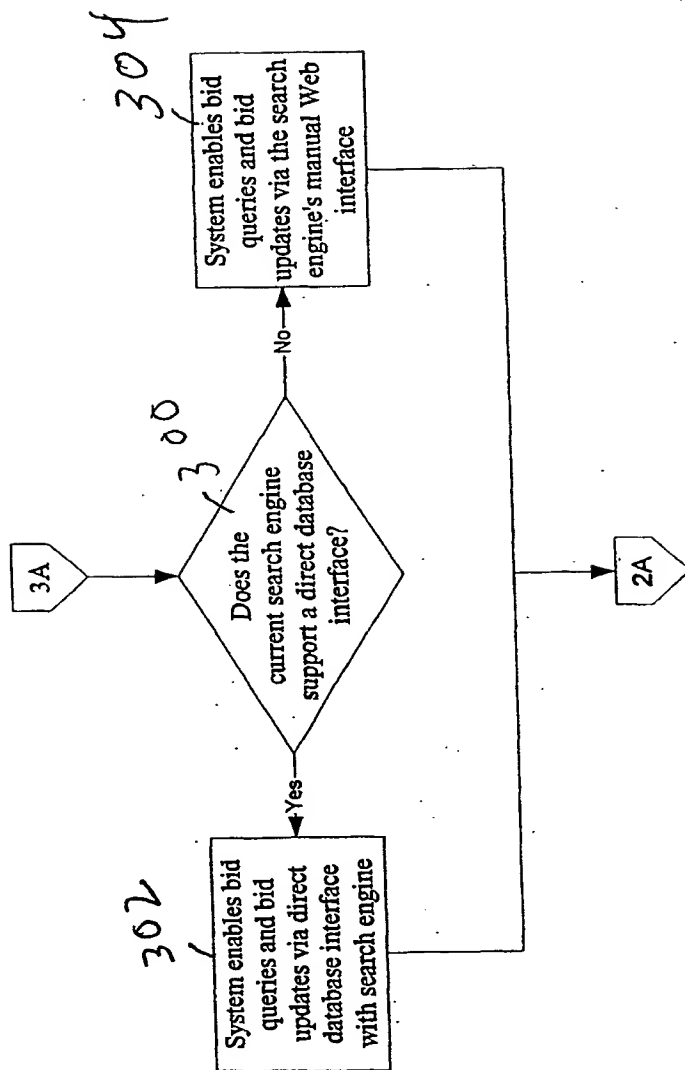 3A
300
Does the
current search engine
support a direct database
interface?
Yes
No
302
System enables bid
queries and bid
updates via direct
database interface
with search engine
304
System enables bid
queries and bid
updates via the search
engine's manual Web
interface
2A